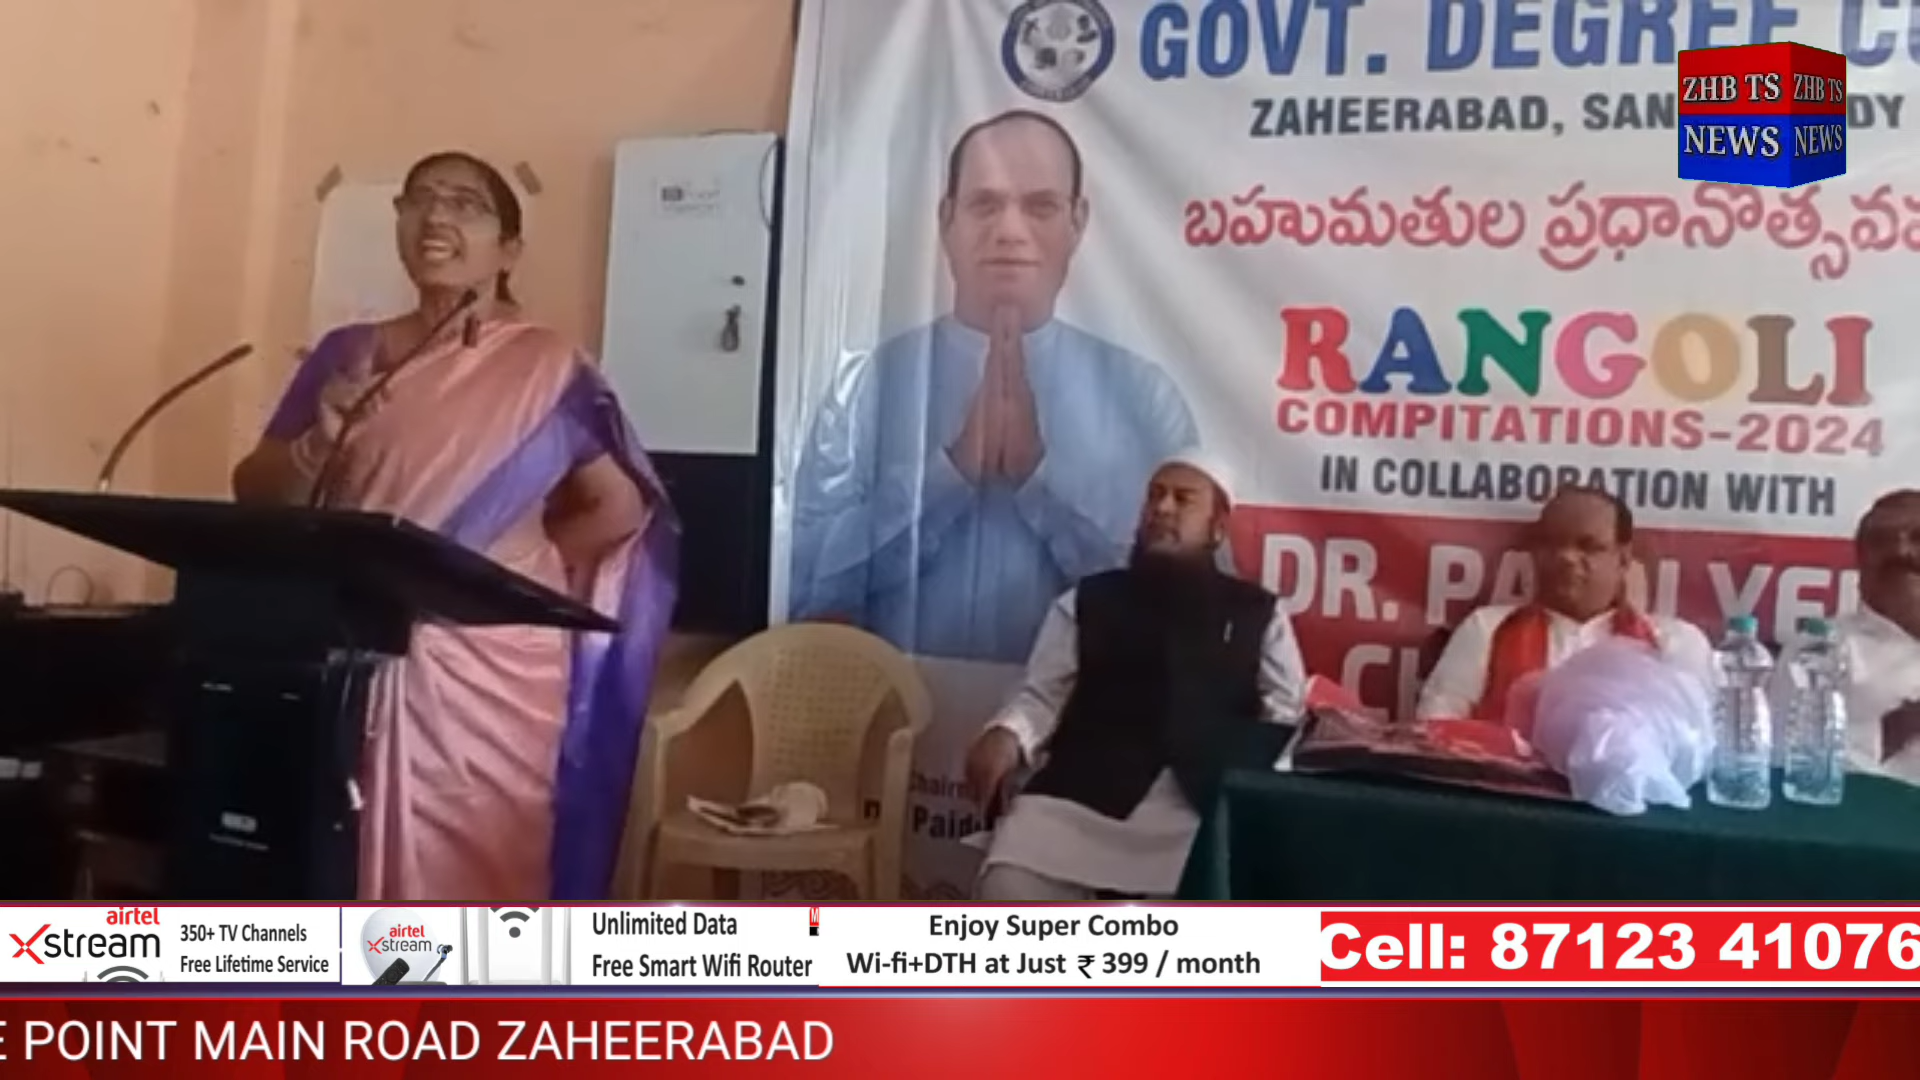 GOVT. DEGREE
ZHB TS ZHB TS
NEWS NEWS
ZAHEERABAD, SAN DY
బహుమతుల ప్రధానోత్సవ
RANGOLI
COMPITATIONS-2024
IN COLLABORATION WITH
DR.
Paid
airtel
Xstream
350+ TV Channels
Free Lifetime Service
airtel
Xstream
Unlimited Data
Free Smart Wifi Router
Enjoy Super Combo
Wi-fi+DTH at Just ₹ 399 / month
Cell: 87123 41076
E POINT MAIN ROAD ZAHEERABAD